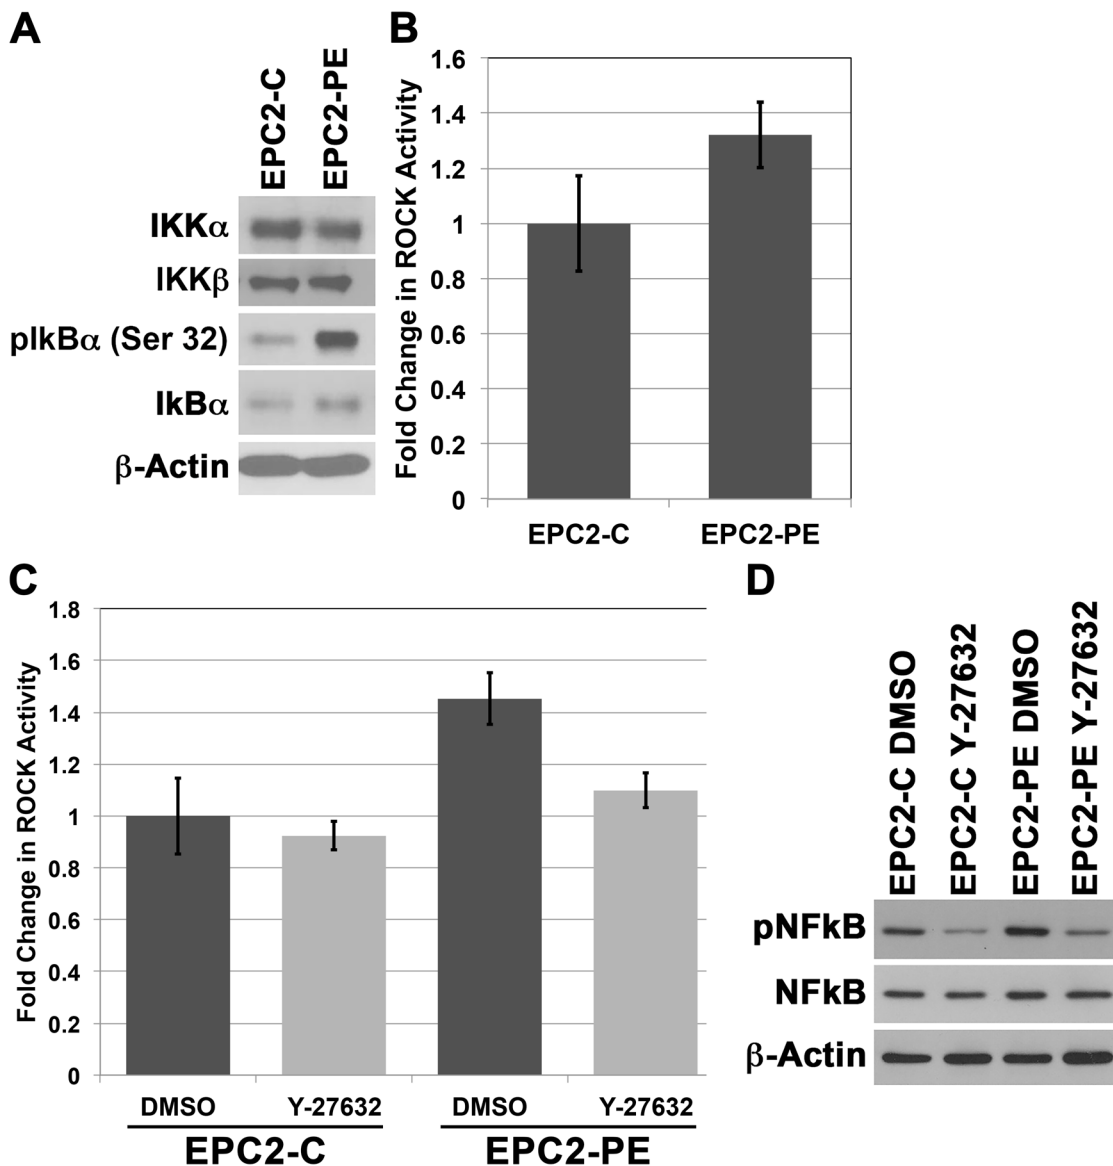 A
EPC2-C
EPC2-PE
IKKα
IKKβ
pIkBα (Ser 32)
IkBα
β-Actin
B
Fold Change in ROCK Activity
1.6
1.4
1.2
1
0.8
0.6
0.4
0.2
0
EPC2-C EPC2-PE
C
Fold Change in ROCK Activity
1.8
1.6
1.4
1.2
1
0.8
0.6
0.4
0.2
0
DMSO Y-27632 DMSO Y-27632
EPC2-C EPC2-PE
D
EPC2-C DMSO
EPC2-C Y-27632
EPC2-PE DMSO
EPC2-PE Y-27632
pNFkB
NFkB
β-Actin